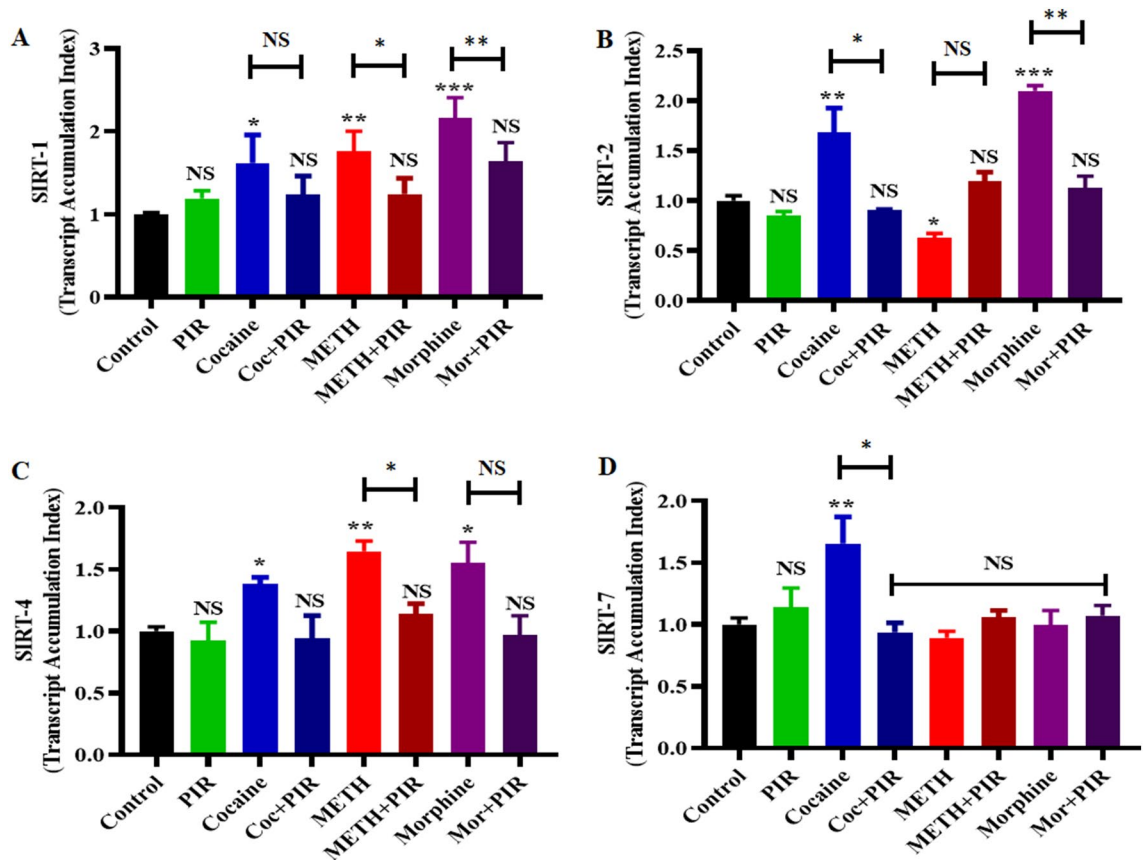 A
SIRT-1
(Transcript Accumulation Index)
3
2
1
0
NS
*
**
NS
*
NS
**
NS
***
NS
Control
PIR
Cocaine
Coc+PIR
METH
METH+PIR
Morphine
Mor+PIR
B
SIRT-2
(Transcript Accumulation Index)
2.5
2.0
1.5
1.0
0.5
0.0
*
NS
**
NS
**
NS
*
NS
***
NS
Control
PIR
Cocaine
Coc+PIR
METH
METH+PIR
Morphine
Mor+PIR
C
SIRT-4
(Transcript Accumulation Index)
2.0
1.5
1.0
0.5
0.0
*
NS
NS
*
NS
**
NS
*
NS
Control
PIR
Cocaine
Coc+PIR
METH
METH+PIR
Morphine
Mor+PIR
D
SIRT-7
(Transcript Accumulation Index)
2.0
1.5
1.0
0.5
0.0
*
NS
**
NS
Control
PIR
Cocaine
Coc+PIR
METH
METH+PIR
Morphine
Mor+PIR